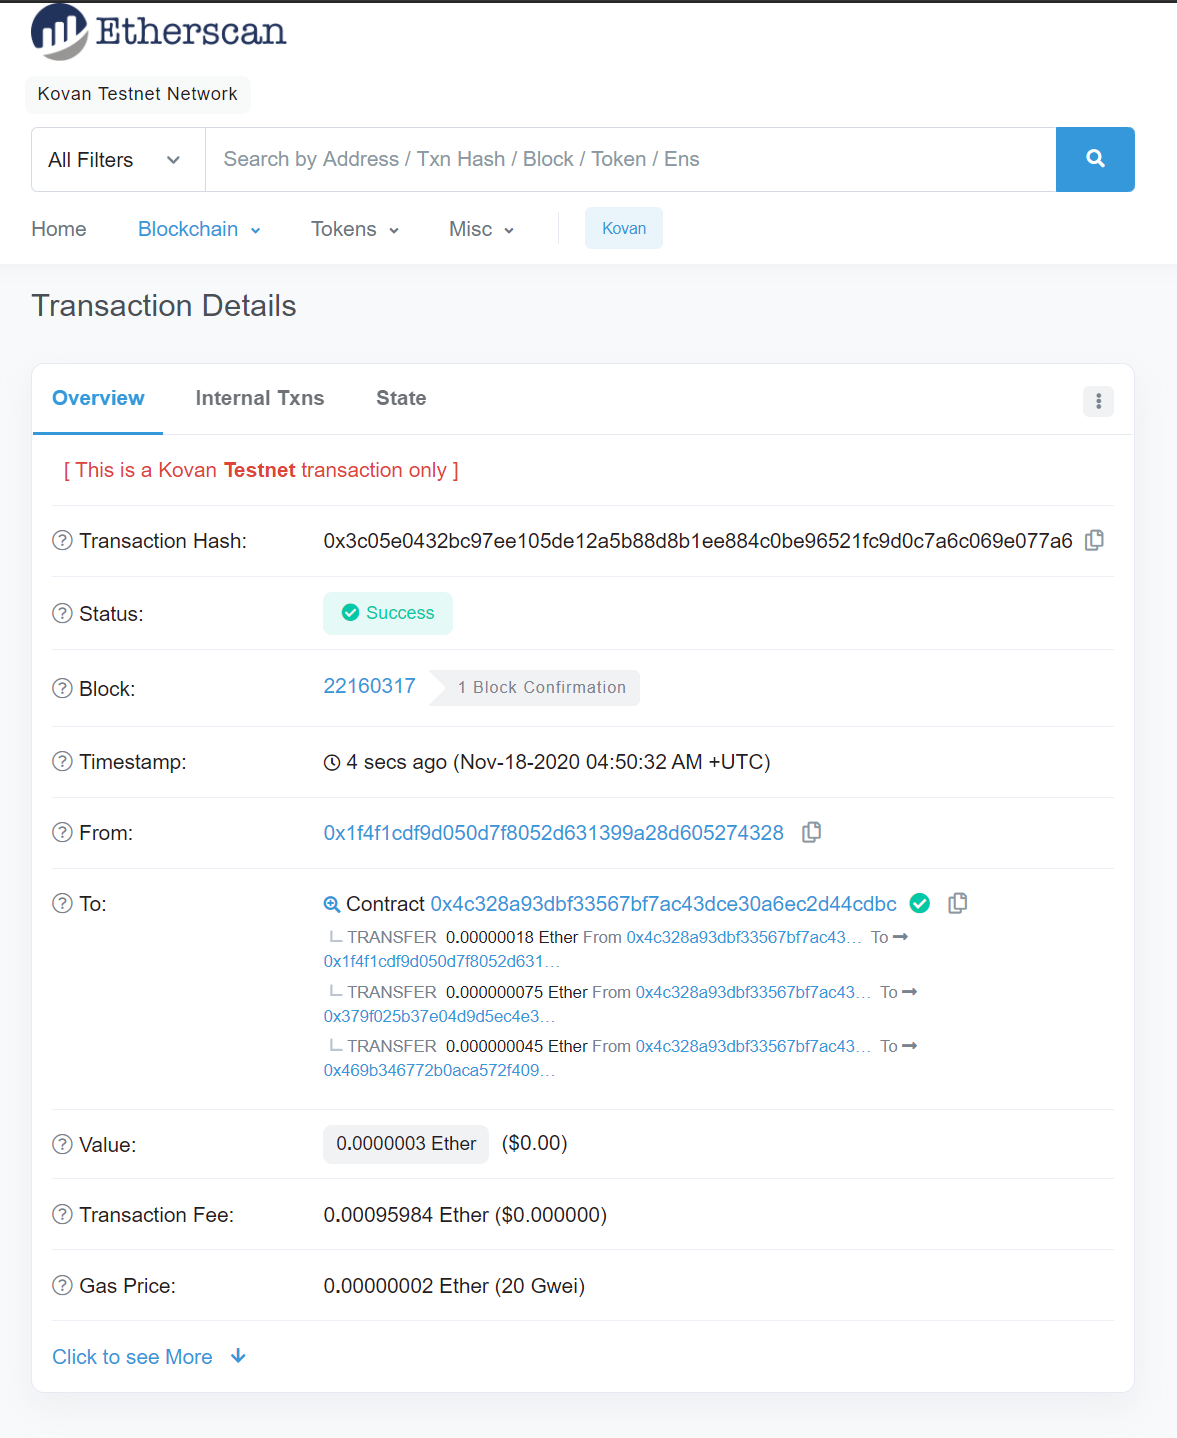 Etherscan
Kovan Testnet Network
All Filters
Search by Address / Txn Hash / Block / Token / Ens
Home Blockchain Tokens Misc Kovan
Transaction Details
Overview Internal Txns State
[ This is a Kovan Testnet transaction only ]
Transaction Hash: 0x3c05e0432bc97ee105de12a5b88d8b1ee884c0be96521fc9d0c7a6c069e077a6
Status: Success
Block: 22160317 1 Block Confirmation
Timestamp: 4 secs ago (Nov-18-2020 04:50:32 AM +UTC)
From: 0x1f4f1cdf9d050d7f8052d631399a28d605274328
To: Contract 0x4c328a93dbf33567bf7ac43dce30a6ec2d44cdbc
TRANSFER 0.00000018 Ether From 0x4c328a93dbf33567bf7ac43... To
0x1f4f1cdf9d050d7f8052d631...
TRANSFER 0.000000075 Ether From 0x4c328a93dbf33567bf7ac43... To
0x379f025b37e04d9d5ec4e3...
TRANSFER 0.000000045 Ether From 0x4c328a93dbf33567bf7ac43... To
0x469b346772b0aca572f409...
Value: 0.0000003 Ether ($0.00)
Transaction Fee: 0.00095984 Ether ($0.000000)
Gas Price: 0.00000002 Ether (20 Gwei)
Click to see More